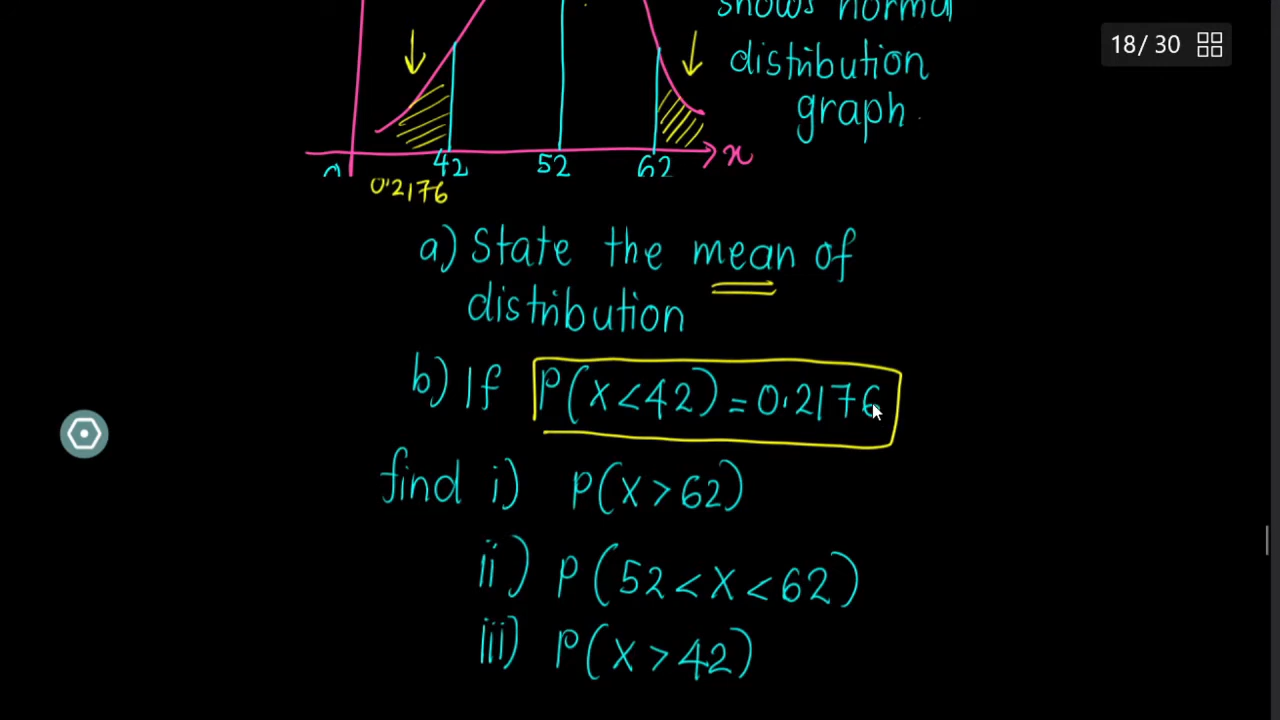 shows normal
18 / 30
distribution
graph.
0 42 52 62 x
0.2176
a) State the mean of
distribution
b) If P(X<42) = 0.2176
find i) P(X > 62)
ii) P(52 < X < 62)
iii) P(X > 42)